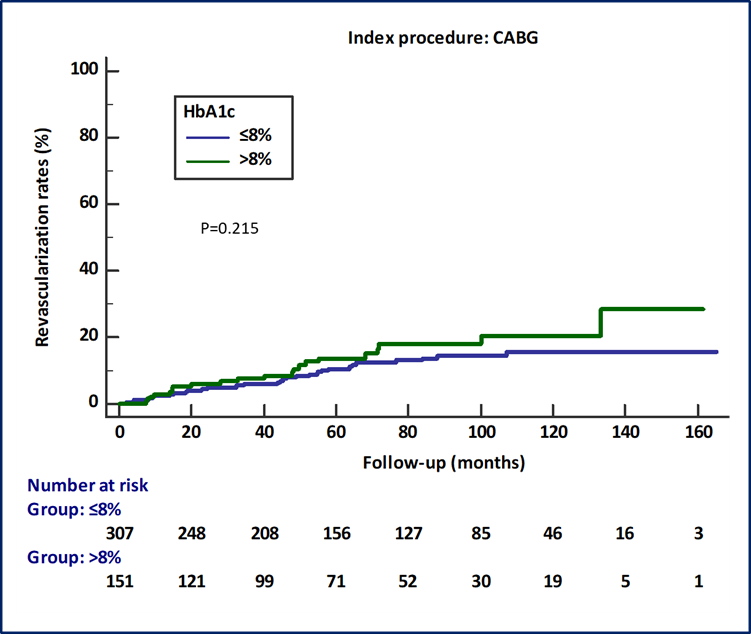 Index procedure: CABG
100
80
60
40
20
0
Revascularization rates (%)
HbA1c
≤8%
>8%
P=0.215
0 20 40 60 80 100 120 140 160
Follow-up (months)
Number at risk
Group: ≤8%
307 248 208 156 127 85 46 16 3
Group: >8%
151 121 99 71 52 30 19 5 1